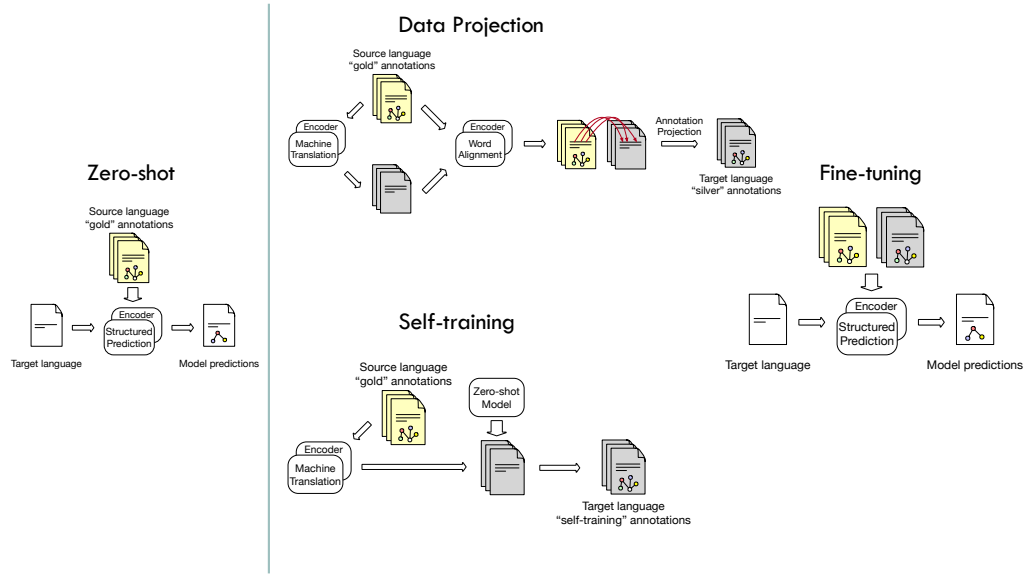 Zero-shot
Source language
“gold” annotations
Encoder
Structured
Prediction
Target language
Model predictions
Data Projection
Source language
“gold” annotations
Encoder
Machine
Translation
Encoder
Word
Alignment
Annotation
Projection
Target language
“silver” annotations
Self-training
Source language
“gold” annotations
Zero-shot
Model
Encoder
Machine
Translation
Target language
“self-training” annotations
Fine-tuning
Encoder
Structured
Prediction
Target language
Model predictions